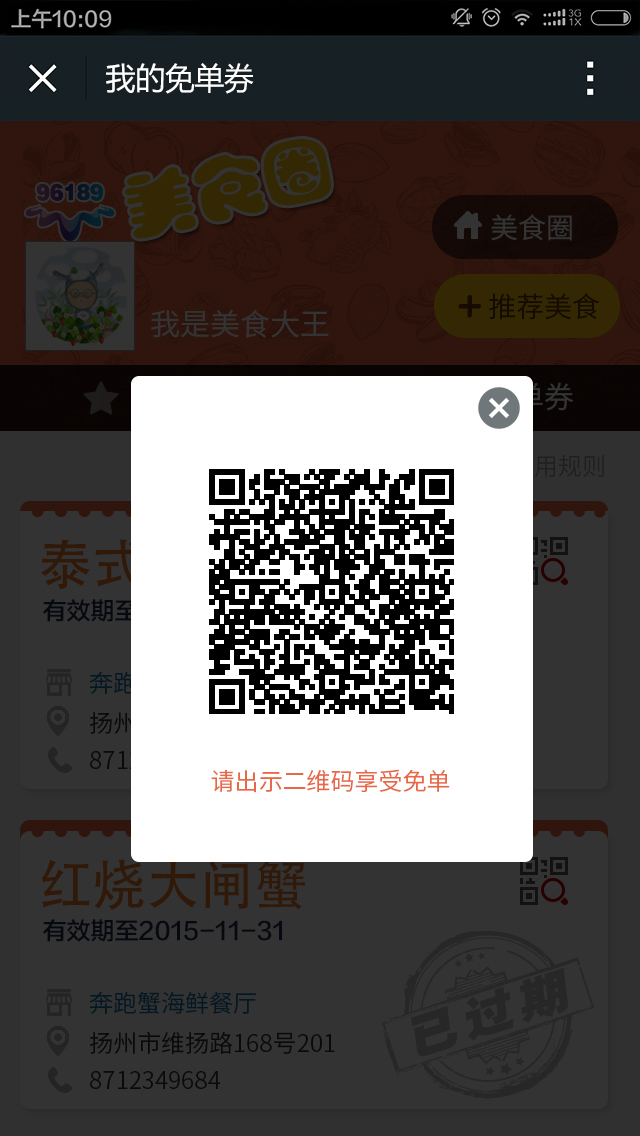 上午10:09
3G
1X
我的免单券
96189
美食圈
美食圈
我是美食大王
推荐美食
单券
用规则
泰式
有效期至
奔跑
扬州
871
请出示二维码享受免单
红烧大闸蟹
有效期至2015-11-31
奔跑蟹海鲜餐厅
扬州市维扬路168号201
8712349684
已过期